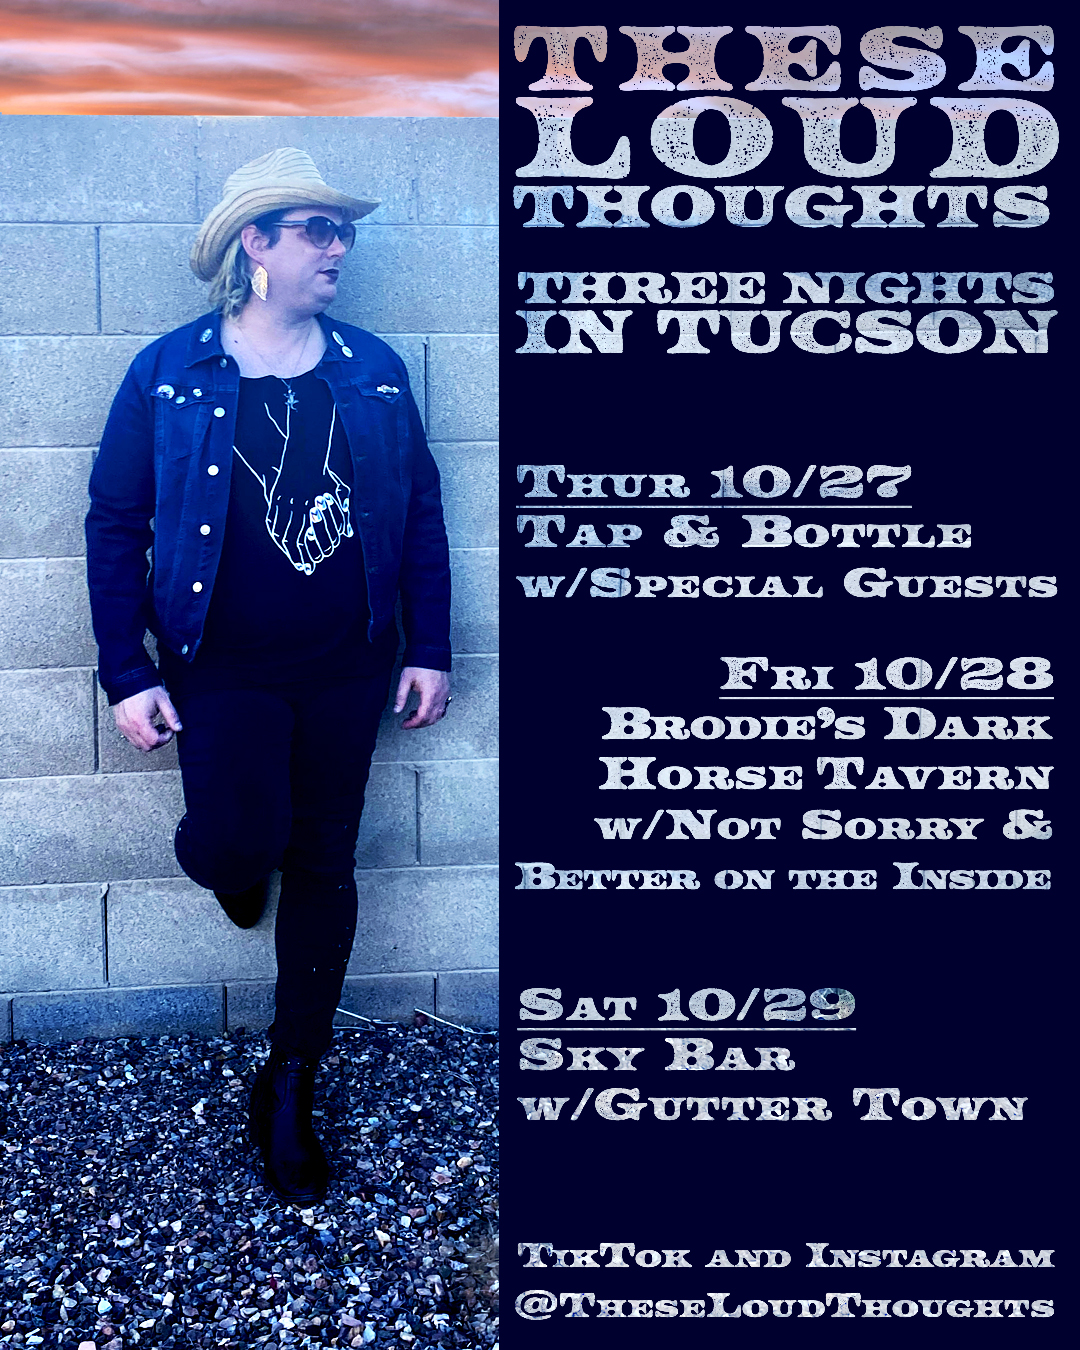 THESE
LOUD
THOUGHTS
THREE NIGHTS
IN TUCSON
THUR 10/27
TAP & BOTTLE
W/SPECIAL GUESTS
FRI 10/28
BRODIE'S DARK
HORSE TAVERN
W/NOT SORRY &
BETTER ON THE INSIDE
SAT 10/29
SKY BAR
W/GUTTER TOWN
TIKTOK AND INSTAGRAM
@THESELOUDTHOUGHTS